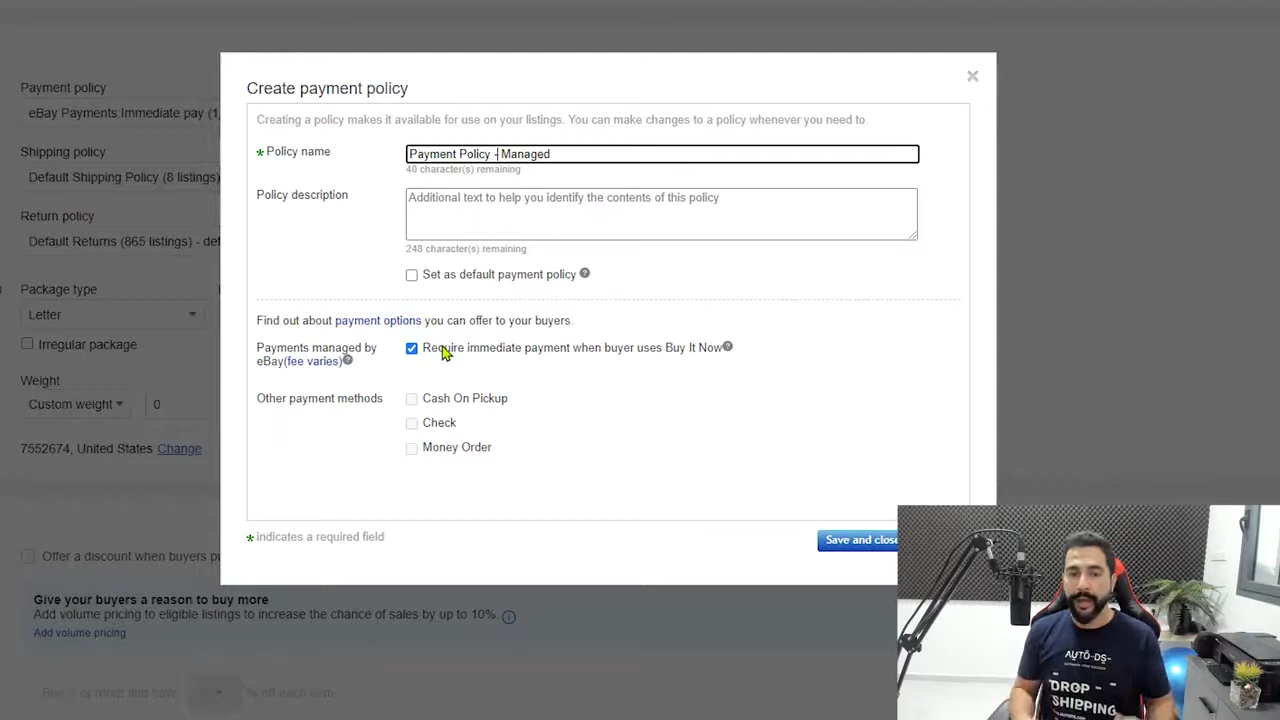 Payment policy
eBay Payments:Immediate pay (1,
Shipping policy
Default Shipping Policy (8 listings)
Return policy
Default Returns (865 listings) - def
Package type
Letter
Irregular package
Weight
Custom weight
0
7552674, United States Change
Offer a discount when buyers pu
Give your buyers a reason to buy more
Add volume pricing to eligible listings to increase the chance of sales by up to 10%.
Add volume pricing
% off each item.
Create payment policy
Creating a policy makes it available for use on your listings. You can make changes to a policy whenever you need to.
* Policy name
Payment Policy - Managed
40 character(s) remaining
Policy description
Additional text to help you identify the contents of this policy
248 character(s) remaining
Set as default payment policy
Find out about payment options you can offer to your buyers.
Payments managed by
eBay(fee varies)
Require immediate payment when buyer uses Buy It Now
Other payment methods
Cash On Pickup
Check
Money Order
* indicates a required field
Save and close
AUTO-DS-
DROP -
SHIPPING